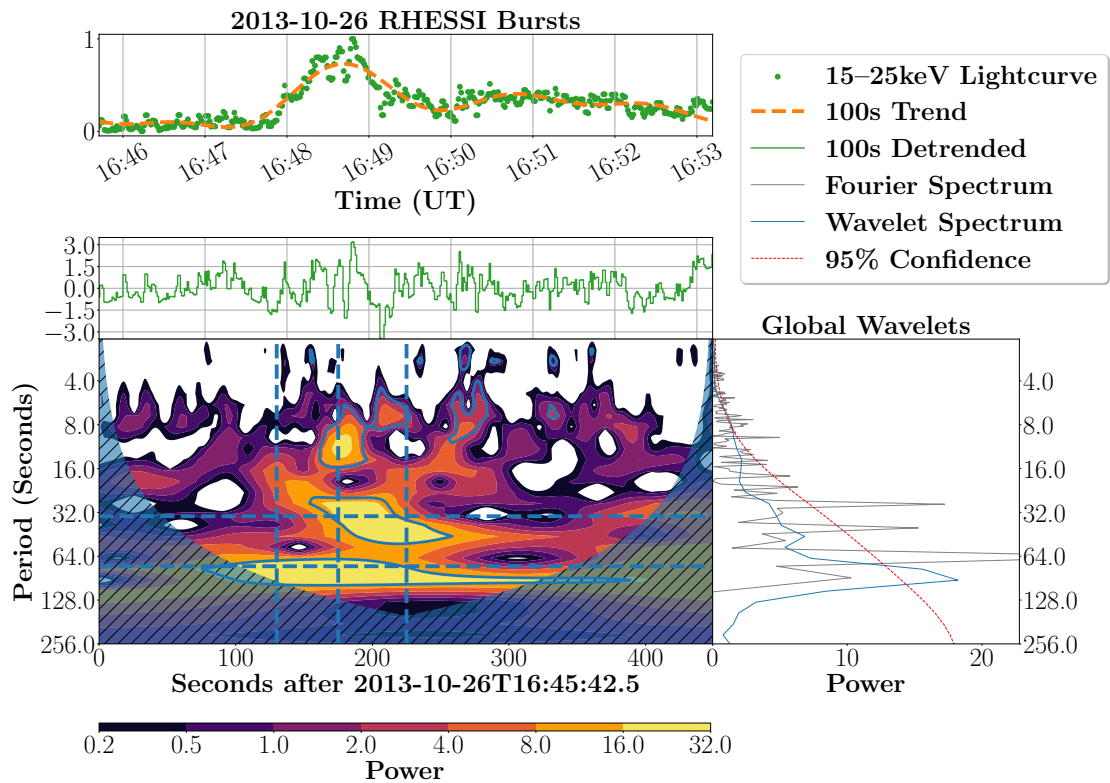 2013-10-26 RHESSI Bursts
1
0
16:46 16:47 16:48 16:49 16:50 16:51 16:52 16:53
Time (UT)
15–25keV Lightcurve
100s Trend
100s Detrended
Fourier Spectrum
Wavelet Spectrum
95% Confidence
3.0
1.5
0.0
−1.5
−3.0
Period (Seconds)
4.0
8.0
16.0
32.0
64.0
128.0
256.0
0 100 200 300 400
Seconds after 2013-10-26T16:45:42.5
Global Wavelets
4.0
8.0
16.0
32.0
64.0
128.0
256.0
0 10 20
Power
0.2 0.5 1.0 2.0 4.0 8.0 16.0 32.0
Power